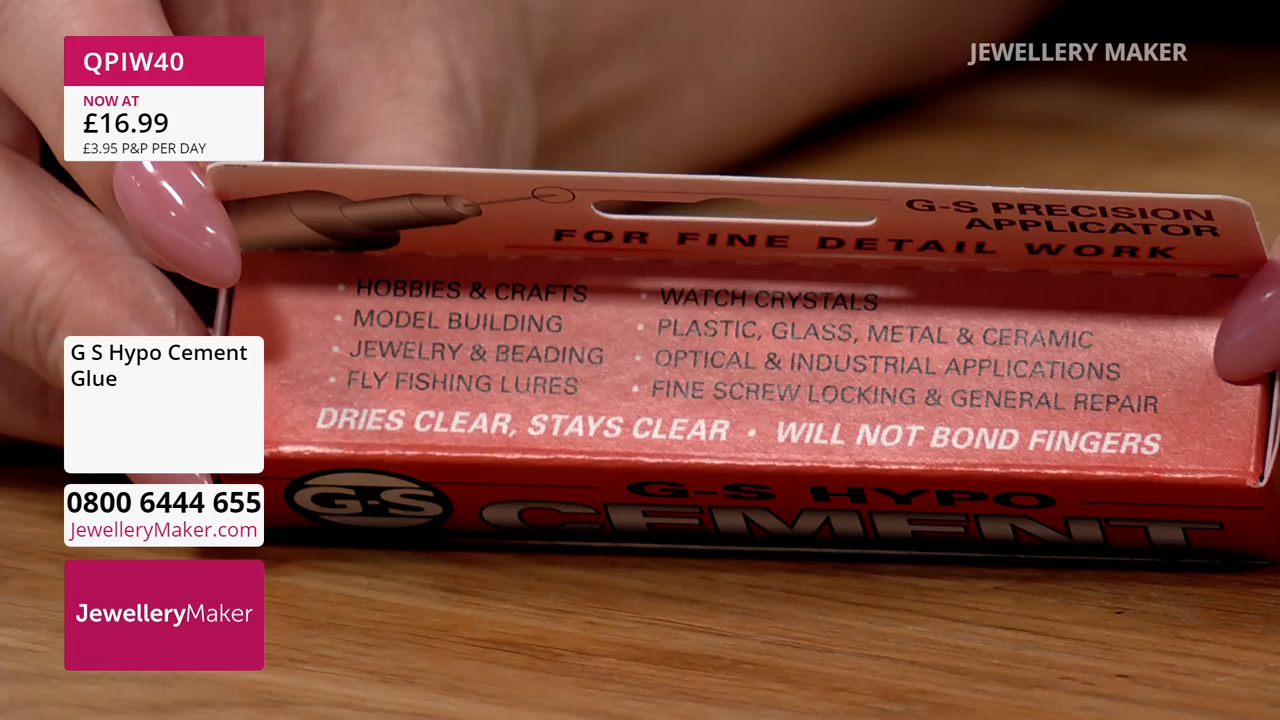 QPIW40
NOW AT
£16.99
£3.95 P&P PER DAY
JEWELLERY MAKER
G-S PRECISION
APPLICATOR
FOR FINE DETAIL WORK
• HOBBIES & CRAFTS
• MODEL BUILDING
• JEWELRY & BEADING
• FLY FISHING LURES
• WATCH CRYSTALS
• PLASTIC, GLASS, METAL & CERAMIC
• OPTICAL & INDUSTRIAL APPLICATIONS
• FINE SCREW LOCKING & GENERAL REPAIR
DRIES CLEAR, STAYS CLEAR • WILL NOT BOND FINGERS
G-S
G-S HYPO
CEMENT
G S Hypo Cement
Glue
0800 6444 655
JewelleryMaker.com
JewelleryMaker